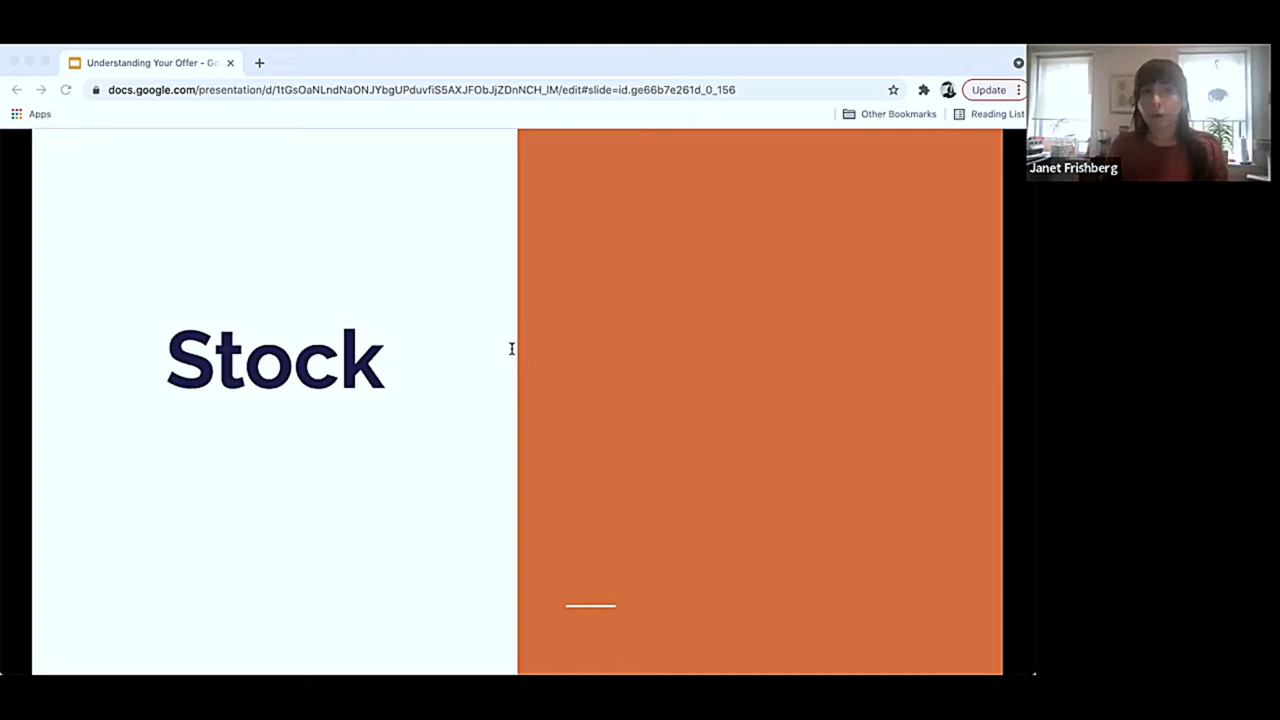 Understanding Your Offer - Go
docs.google.com/presentation/d/1tGsOaNLndNaONJYbgUPduvfiS5AXJFObJjZDnNCH_lM/edit#slide=id.ge66b7e261d_0_156
Update
Apps
Other Bookmarks
Reading List
Janet Frishberg
Stock